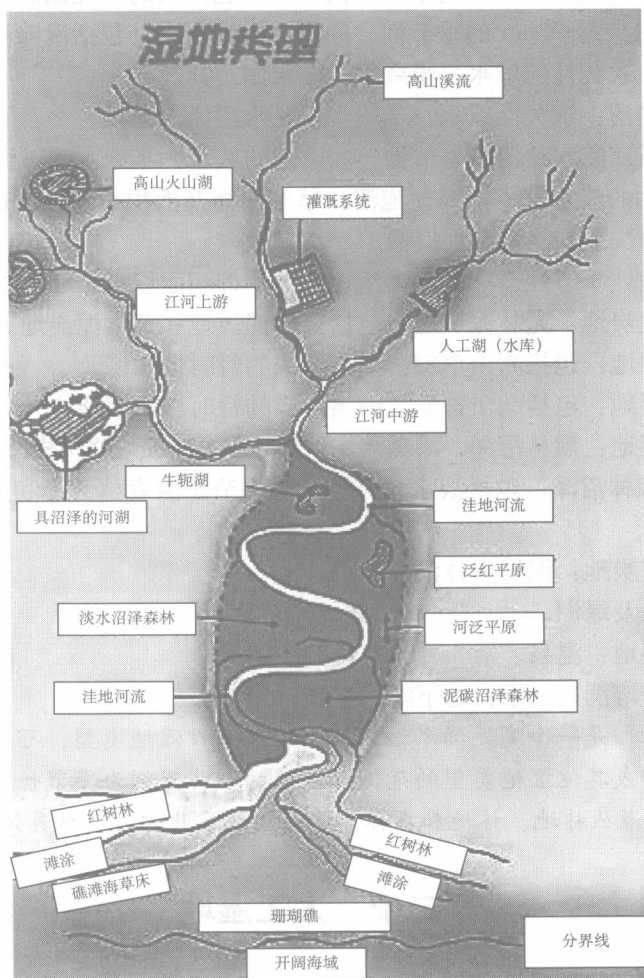 湿地类型
高山溪流
高山火山湖
灌溉系统
江河上游
人工湖（水库）
江河中游
牛轭湖
具沼泽的河湖
洼地河流
泛红平原
淡水沼泽森林
河泛平原
洼地河流
泥碳沼泽森林
红树林
红树林
滩涂
滩涂
礁滩海草床
珊瑚礁
分界线
开阔海域